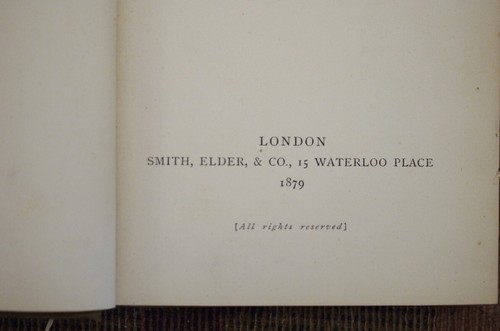 LONDON
SMITH, ELDER, & CO., 15 WATERLOO PLACE
1879
[All rights reserved]